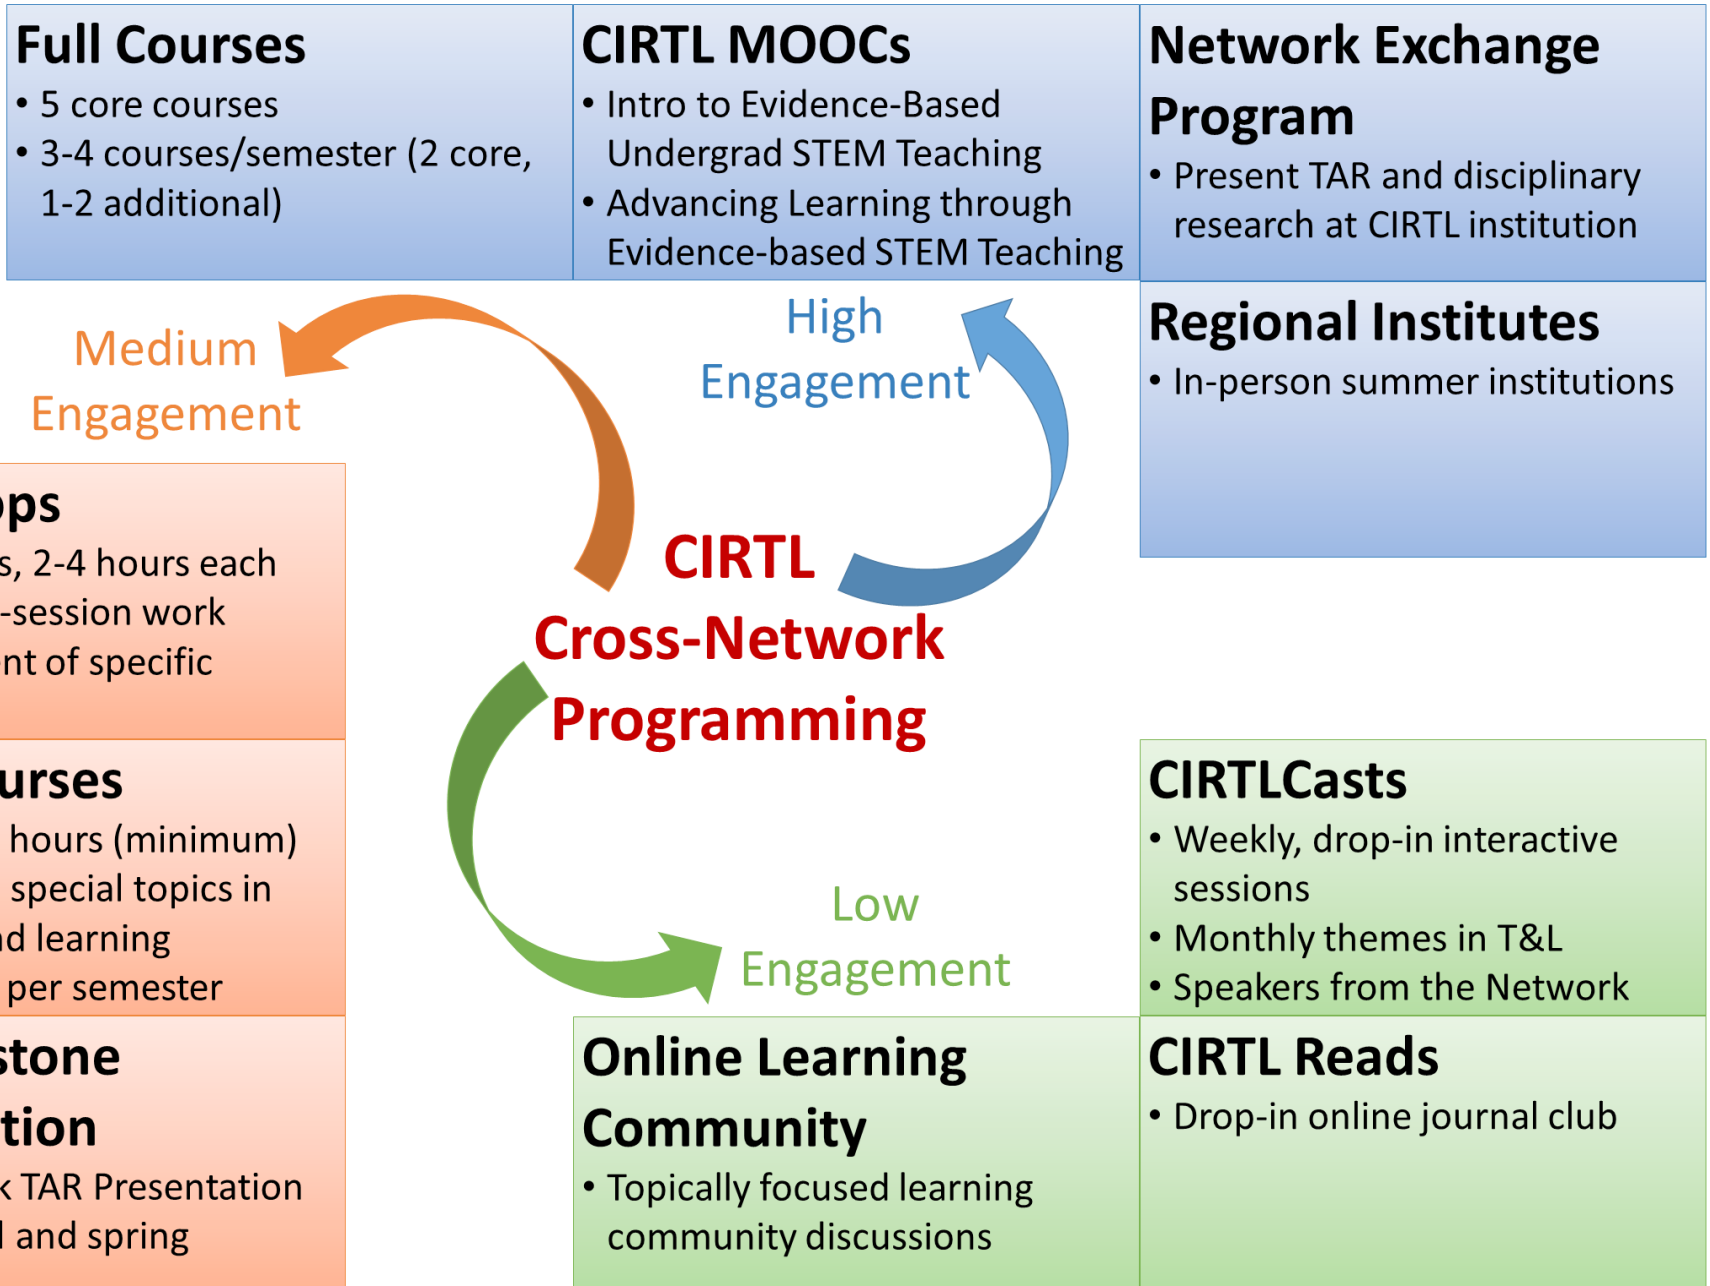 Full Courses
• 5 core courses
• 3-4 courses/semester (2 core,
1-2 additional)
CIRTL MOOCs
• Intro to Evidence-Based
Undergrad STEM Teaching
• Advancing Learning through
Evidence-based STEM Teaching
Network Exchange
Program
• Present TAR and disciplinary
research at CIRTL institution
Regional Institutes
• In-person summer institutions
Medium
Engagement
High
Engagement
CIRTL
Cross-Network
Programming
2-4 hours each
-session work
of specific
hours (minimum)
special topics in
learning
per semester
TAR Presentation
and spring
Low
Engagement
CIRTLCasts
• Weekly, drop-in interactive
sessions
• Monthly themes in T&L
• Speakers from the Network
Online Learning
Community
• Topically focused learning
community discussions
CIRTL Reads
• Drop-in online journal club